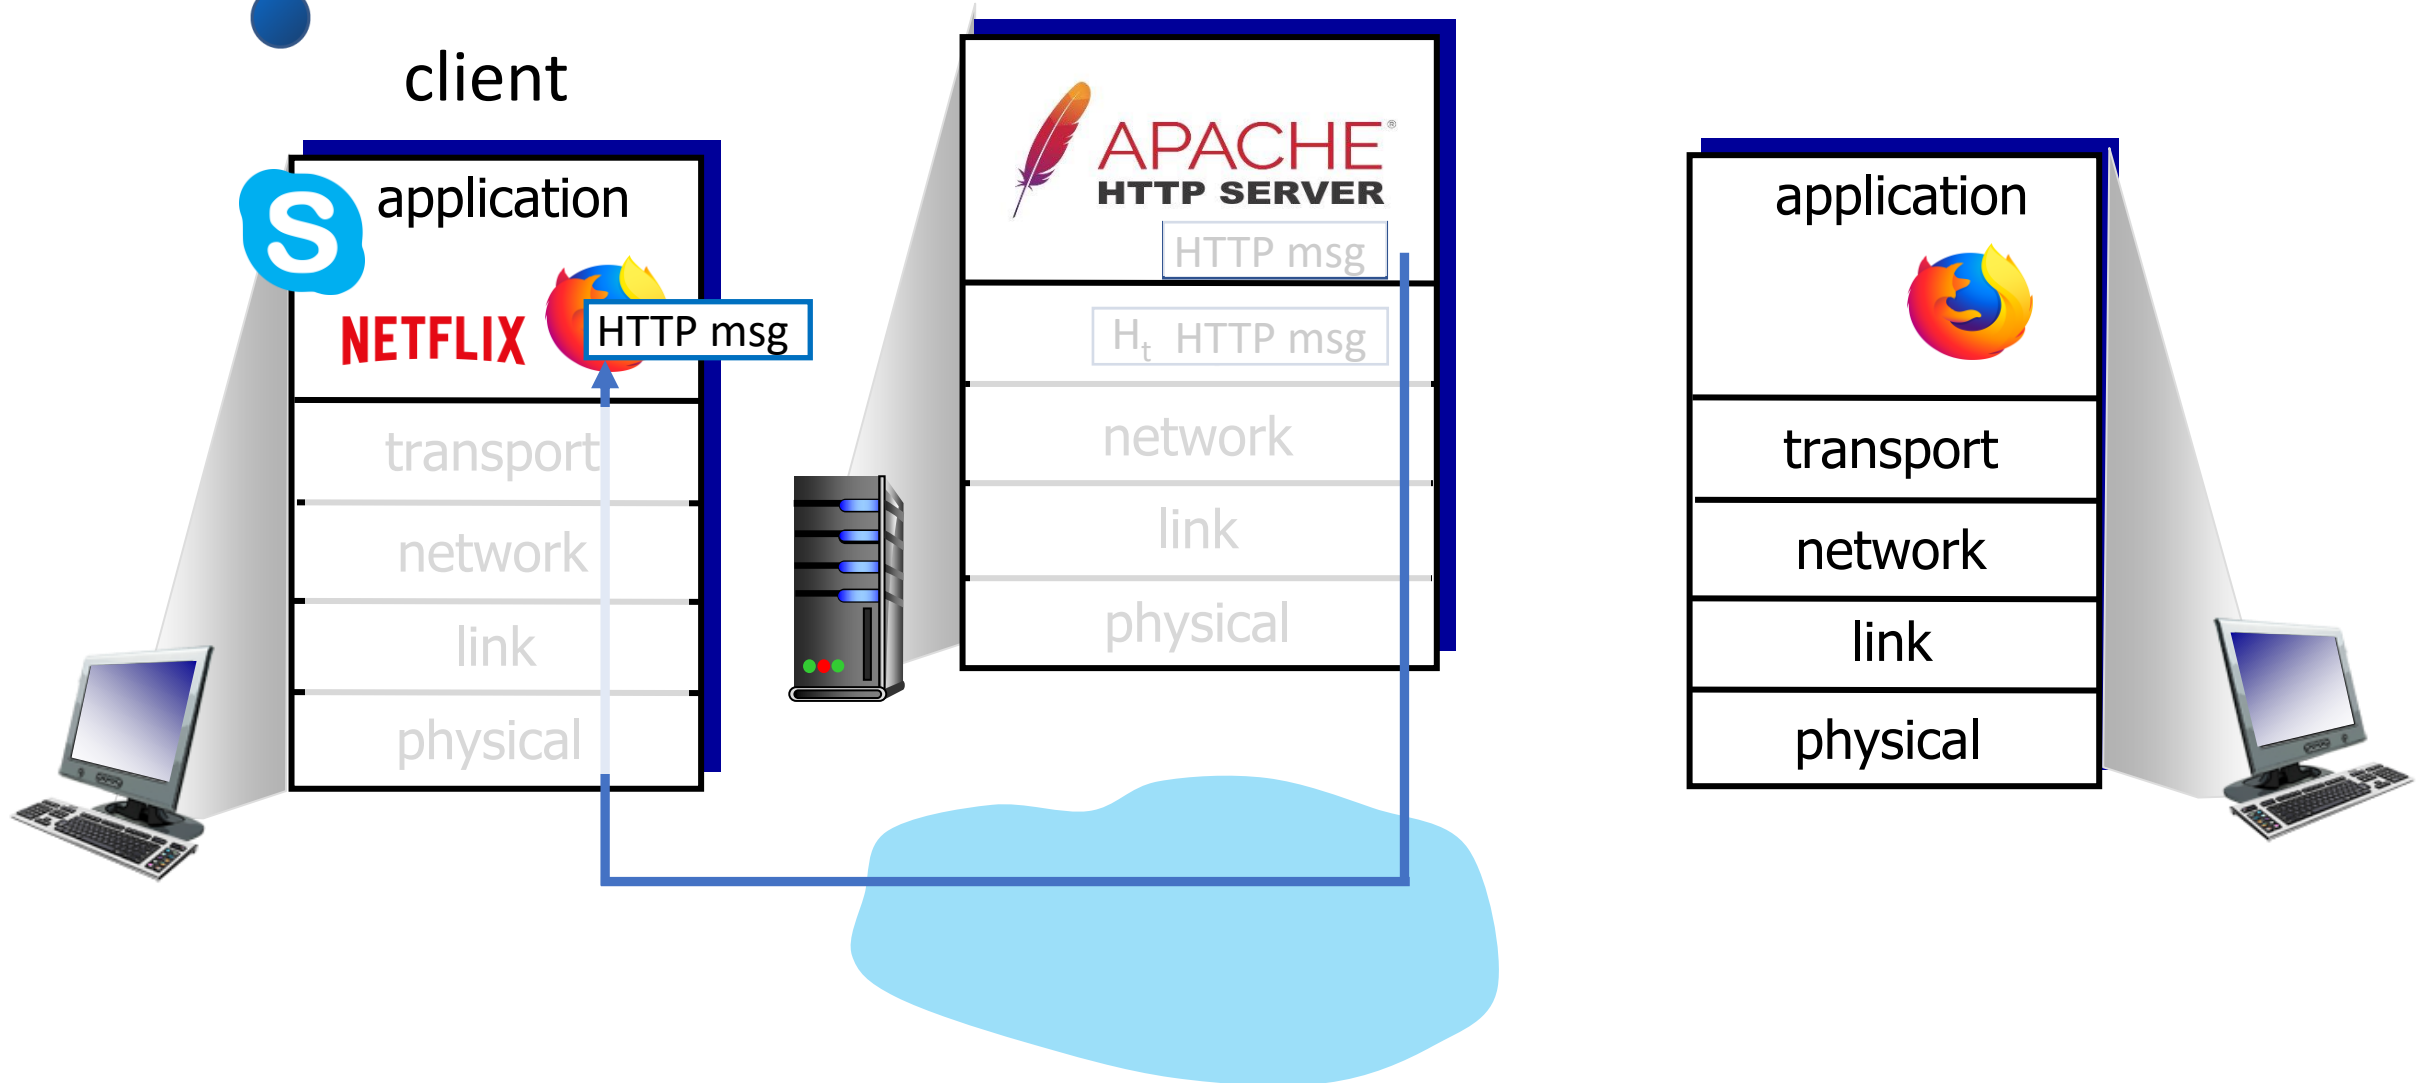 client
application
S
NETFLIX
HTTP msg
transport
network
link
physical
APACHE®
HTTP SERVER
HTTP msg
Ht HTTP msg
network
link
physical
application
transport
network
link
physical